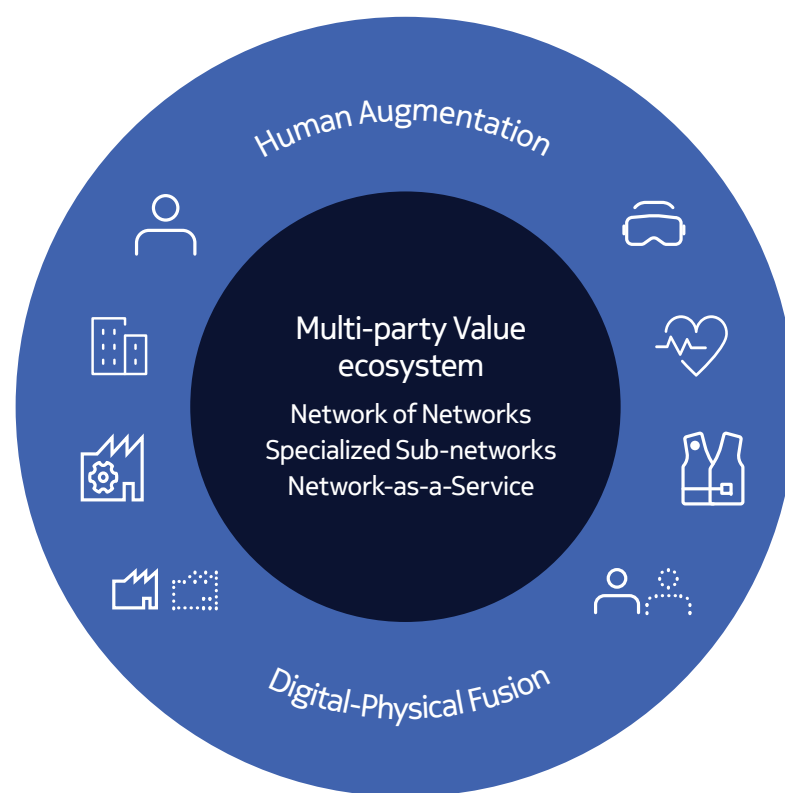 Human Augmentation
Multi-party Value
ecosystem
Network of Networks
Specialized Sub-networks
Network-as-a-Service
Digital-Physical Fusion